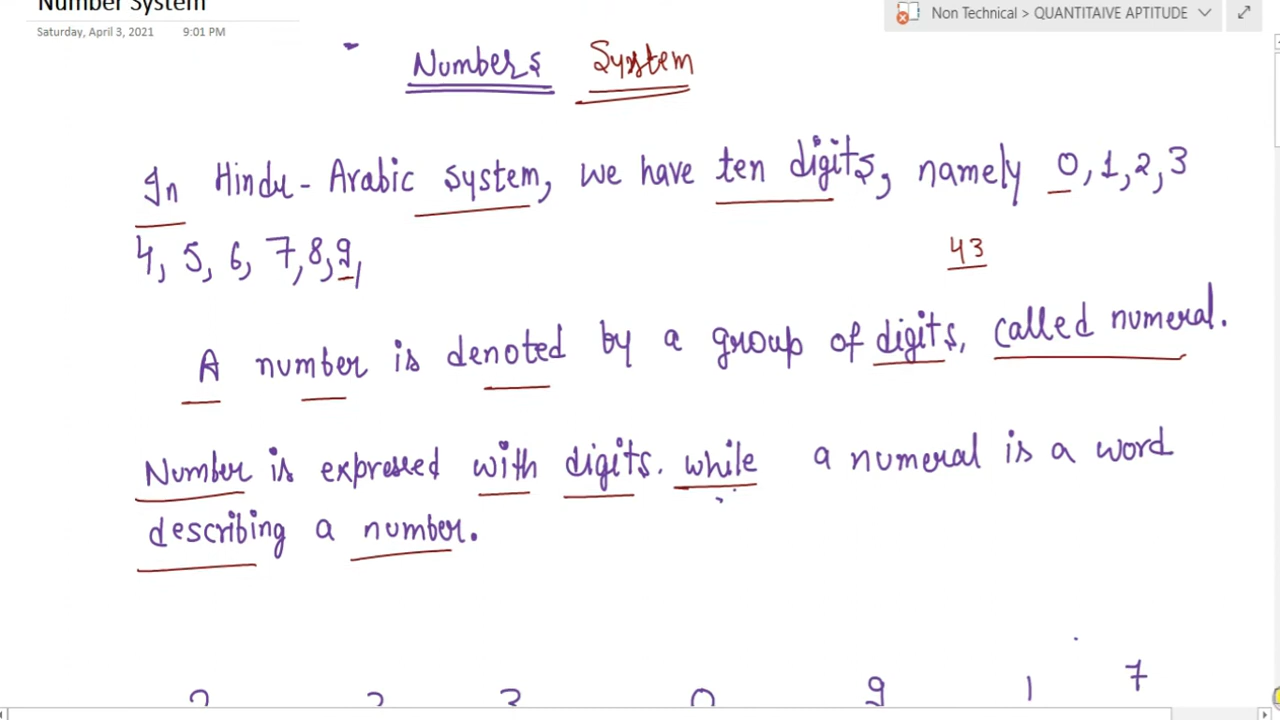 Number System
Saturday, April 3, 2021 9:01 PM
Non Technical > QUANTITAIVE APTITUDE
Numbers System
In Hindu-Arabic system, we have ten digits, namely 0,1,2,3
4, 5, 6, 7,8,9,
43
A number is denoted by a group of digits, called numeral.
Number is expressed with digits. while a numeral is a word
describing a number.
9 1 7